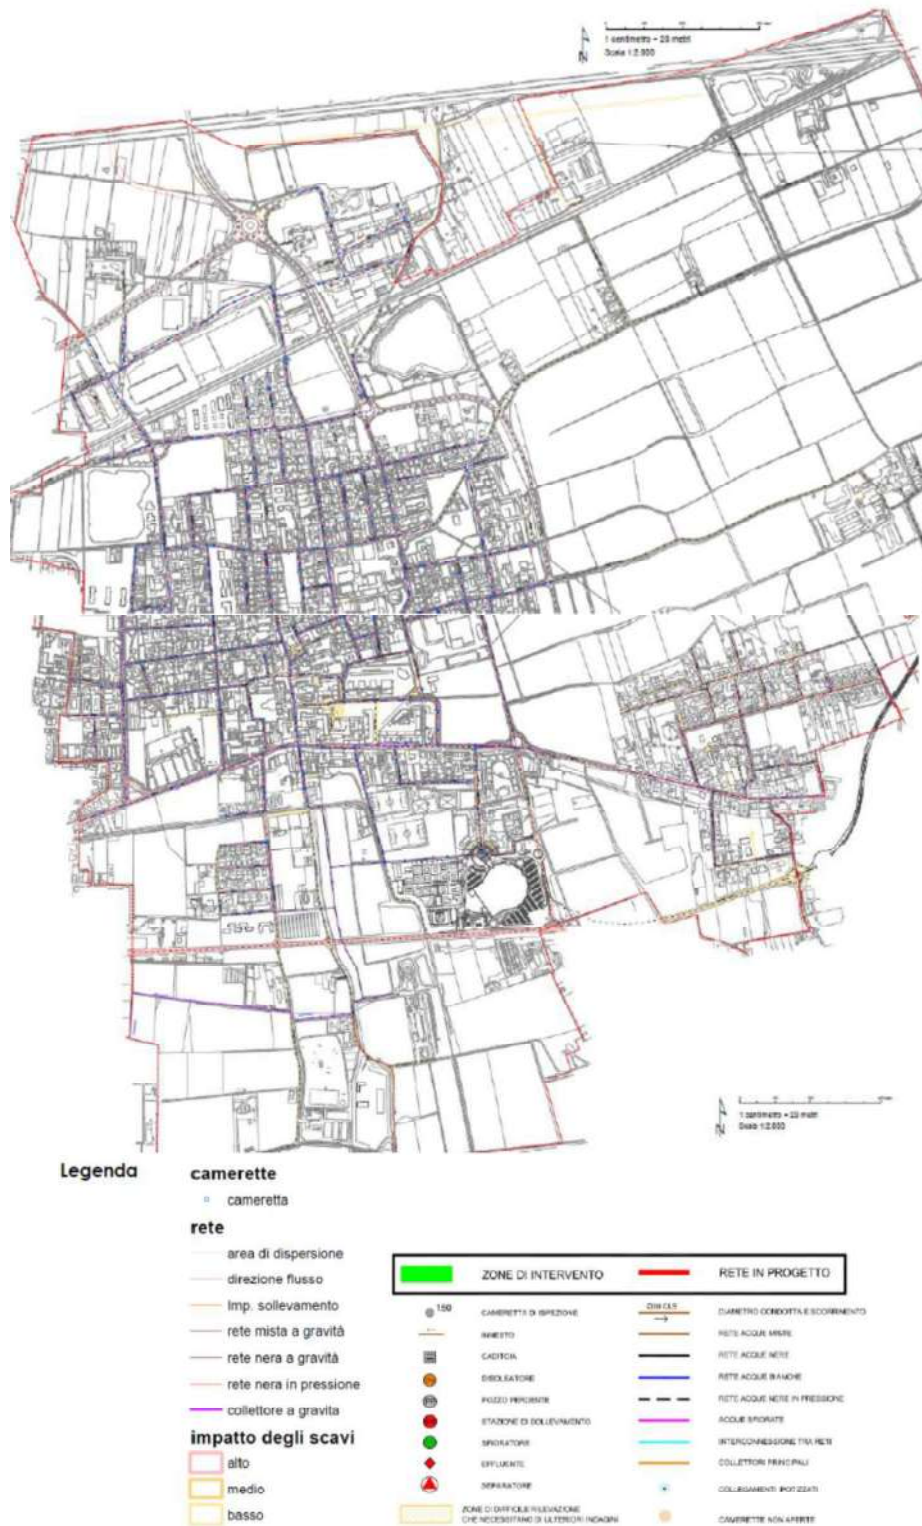 1 centimetro = 20 metri
Scala 1:2.000
1 centimetro = 20 metri
Scala 1:2.000
Legenda
camerette
cameretta
rete
area di dispersione
direzione flusso
Imp. sollevamento
rete mista a gravità
rete nera a gravità
rete nera in pressione
collettore a gravita
impatto degli scavi
alto
medio
basso
ZONE DI INTERVENTO
RETE IN PROGETTO
150
CAMERETTA DI ISPEZIONE
DIAMETRO CONDOTTA E SCORRIMENTO
INNESTO
RETE ACQUE MISTE
CADITOIA
RETE ACQUE NERE
DISOLEATORE
RETE ACQUE BIANCHE
POZZO PERDENTE
RETE ACQUE NERE IN PRESSIONE
STAZIONE DI SOLLEVAMENTO
ACQUE SFIORATE
SFIORATORE
INTERCONNESSIONE TRA RETI
EFFLUENTE
COLLETTORI PRINCIPALI
SEPARATORE
COLLEGAMENTI IPOTIZZATI
ZONE DI DIFFICILE RILEVAZIONE
CHE NECESSITANO DI ULTERIORI INDAGINI
CAMERETTE NON APERTE